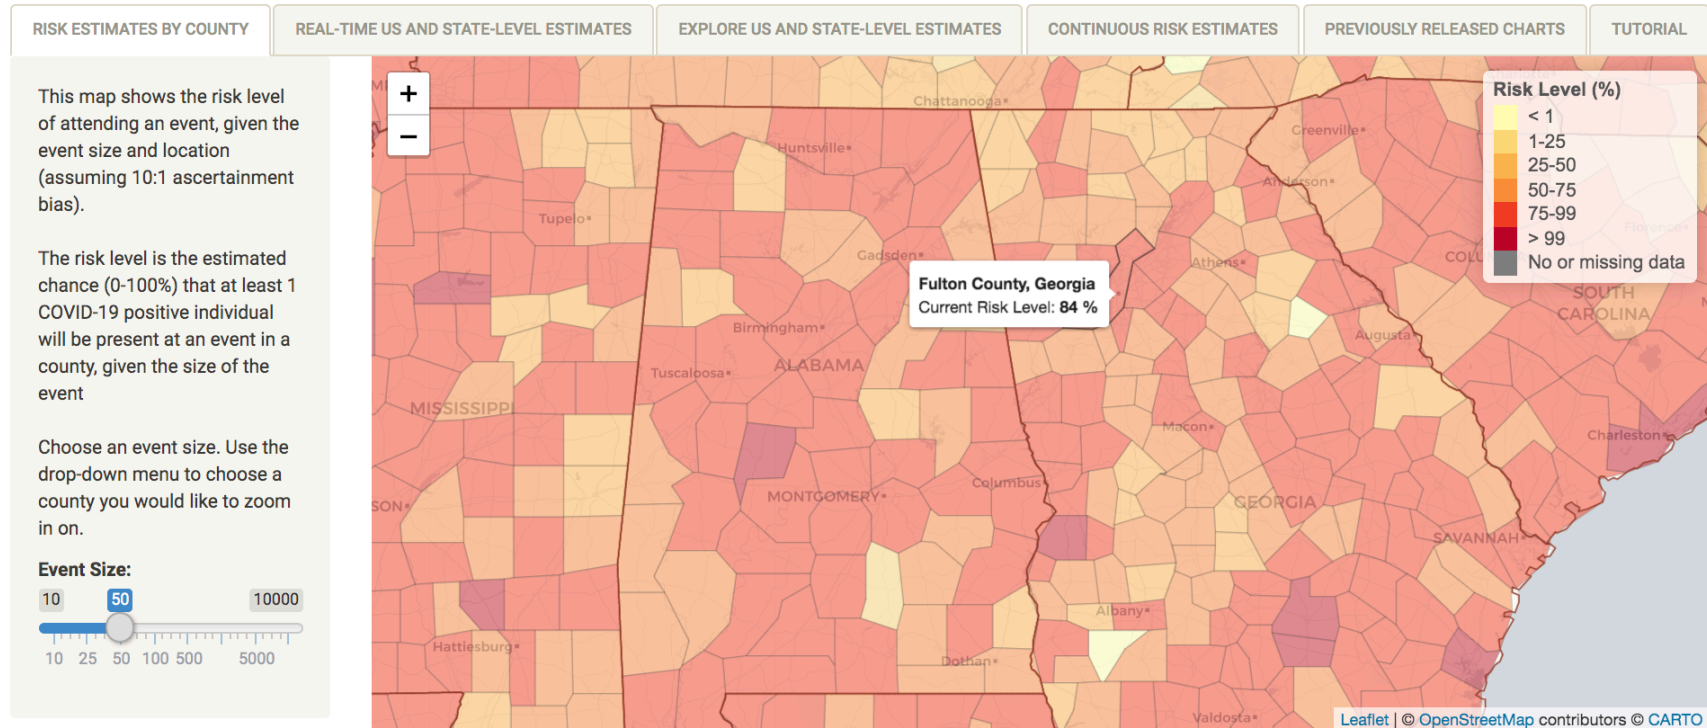 RISK ESTIMATES BY COUNTY
REAL-TIME US AND STATE-LEVEL ESTIMATES
EXPLORE US AND STATE-LEVEL ESTIMATES
CONTINUOUS RISK ESTIMATES
PREVIOUSLY RELEASED CHARTS
TUTORIAL
This map shows the risk level
of attending an event, given the
event size and location
(assuming 10:1 ascertainment
bias).
The risk level is the estimated
chance (0-100%) that at least 1
COVID-19 positive individual
will be present at an event in a
county, given the size of the
event
Choose an event size. Use the
drop-down menu to choose a
county you would like to zoom
in on.
Event Size:
10 50 10000
10 25 50 100 500 5000
+
−
Chattanooga
Huntsville
Greenville
Anderson
Tupelo
Gadsden
Athens
Fulton County, Georgia
Current Risk Level: 84 %
Birmingham
ALABAMA
Tuscaloosa
MISSISSIPPI
Augusta
SOUTH
CAROLINA
Florence
Macon
Charleston
Columbus
MONTGOMERY
GEORGIA
SON
SAVANNAH
Albany
Hattiesburg
Dothan
Valdosta
Risk Level (%)
< 1
1-25
25-50
50-75
75-99
> 99
No or missing data
Leaflet | © OpenStreetMap contributors © CARTO